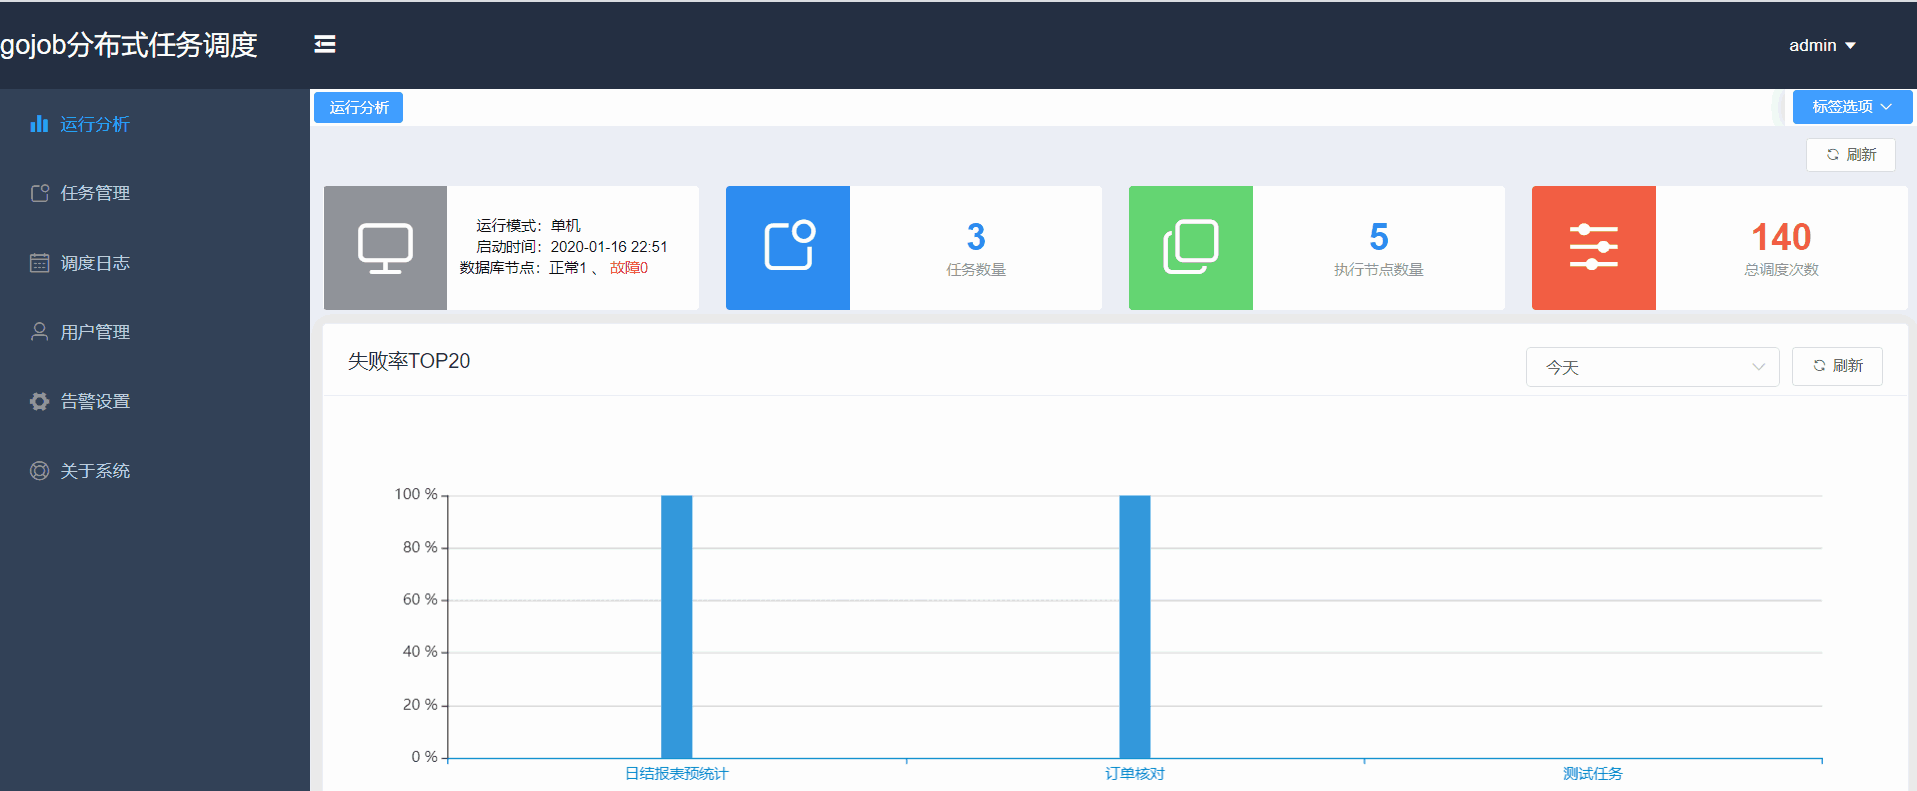 gojob分布式任务调度
admin
运行分析
任务管理
调度日志
用户管理
告警设置
关于系统
运行分析
标签选项
刷新
运行模式：单机
启动时间：2020-01-16 22:51
数据库节点：正常1 、 故障0
3
任务数量
5
执行节点数量
140
总调度次数
失败率TOP20
今天
刷新
100 %
80 %
60 %
40 %
20 %
0 %
日结报表预统计
订单核对
测试任务